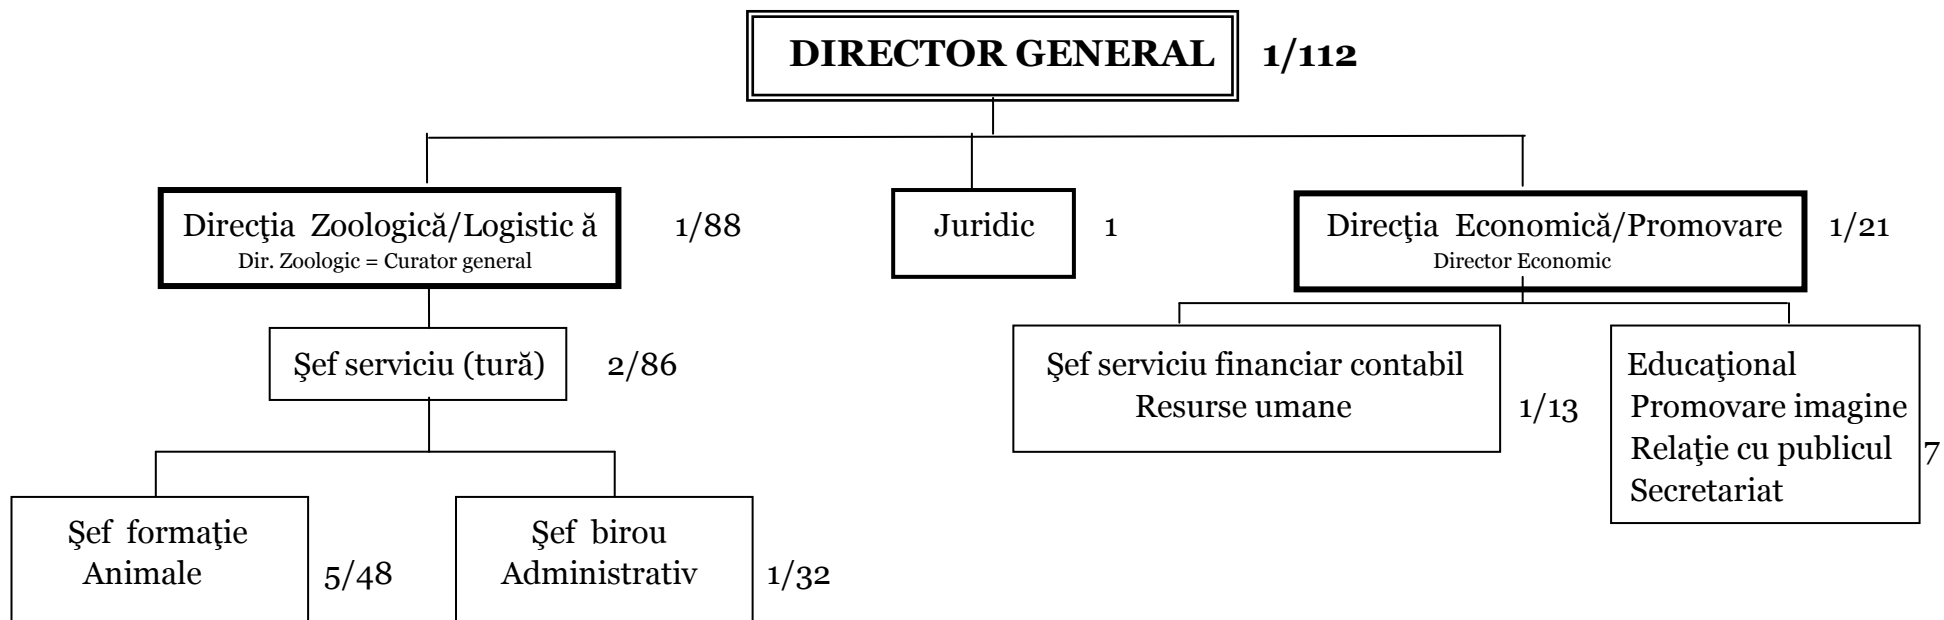 DIRECTOR GENERAL 1/112
Direcţia Zoologică/Logistic ă 1/88
Dir. Zoologic = Curator general
Juridic 1
Direcţia Economică/Promovare 1/21
Director Economic
Şef serviciu (tură) 2/86
Şef serviciu financiar contabil
Resurse umane 1/13
Educaţional
Promovare imagine
Relaţie cu publicul 7
Secretariat
Şef formaţie
Animale 5/48
Şef birou
Administrativ 1/32